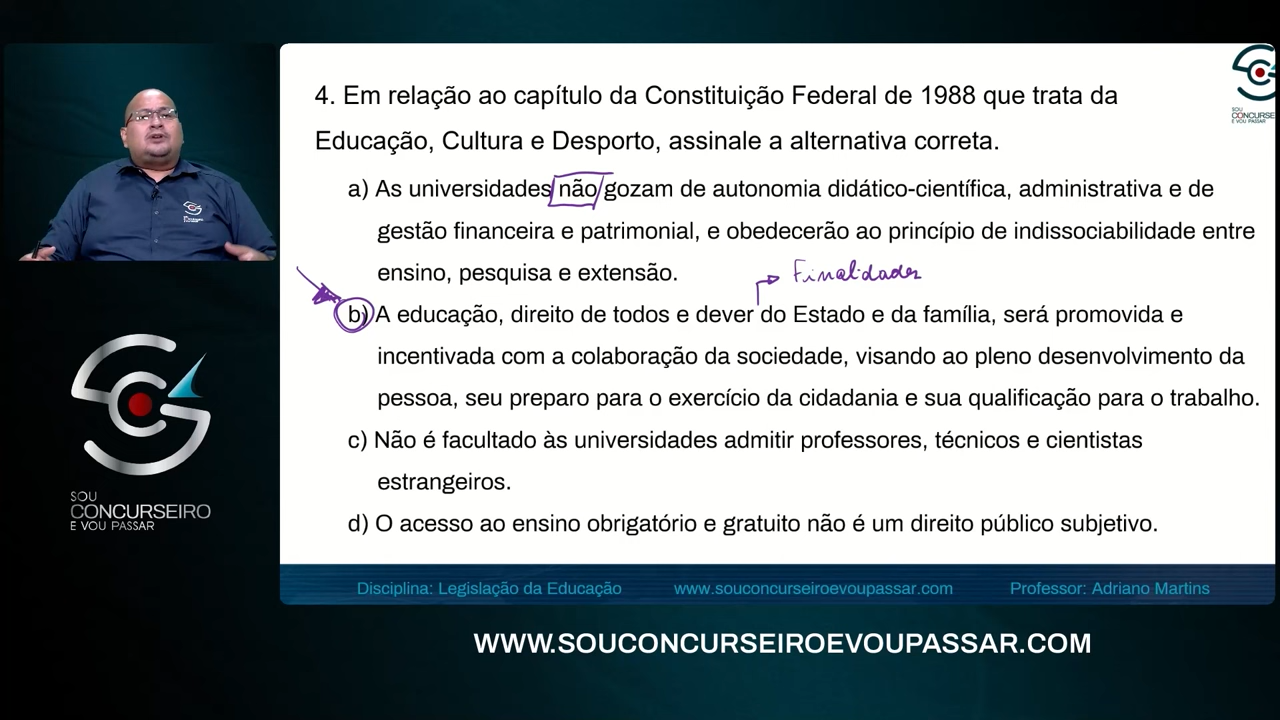 4. Em relação ao capítulo da Constituição Federal de 1988 que trata da
Educação, Cultura e Desporto, assinale a alternativa correta.
a) As universidades não gozam de autonomia didático-científica, administrativa e de
gestão financeira e patrimonial, e obedecerão ao princípio de indissociabilidade entre
ensino, pesquisa e extensão.
Finalidades
b) A educação, direito de todos e dever do Estado e da família, será promovida e
incentivada com a colaboração da sociedade, visando ao pleno desenvolvimento da
pessoa, seu preparo para o exercício da cidadania e sua qualificação para o trabalho.
c) Não é facultado às universidades admitir professores, técnicos e cientistas
estrangeiros.
d) O acesso ao ensino obrigatório e gratuito não é um direito público subjetivo.
SOU
CONCURSE
E VOU PASSAR
SOU
CONCURSEIRO
E VOU PASSAR
Disciplina: Legislação da Educação www.souconcurseiroevoupassar.com Professor: Adriano Martins
WWW.SOUCONCURSEIROEVOUPASSAR.COM